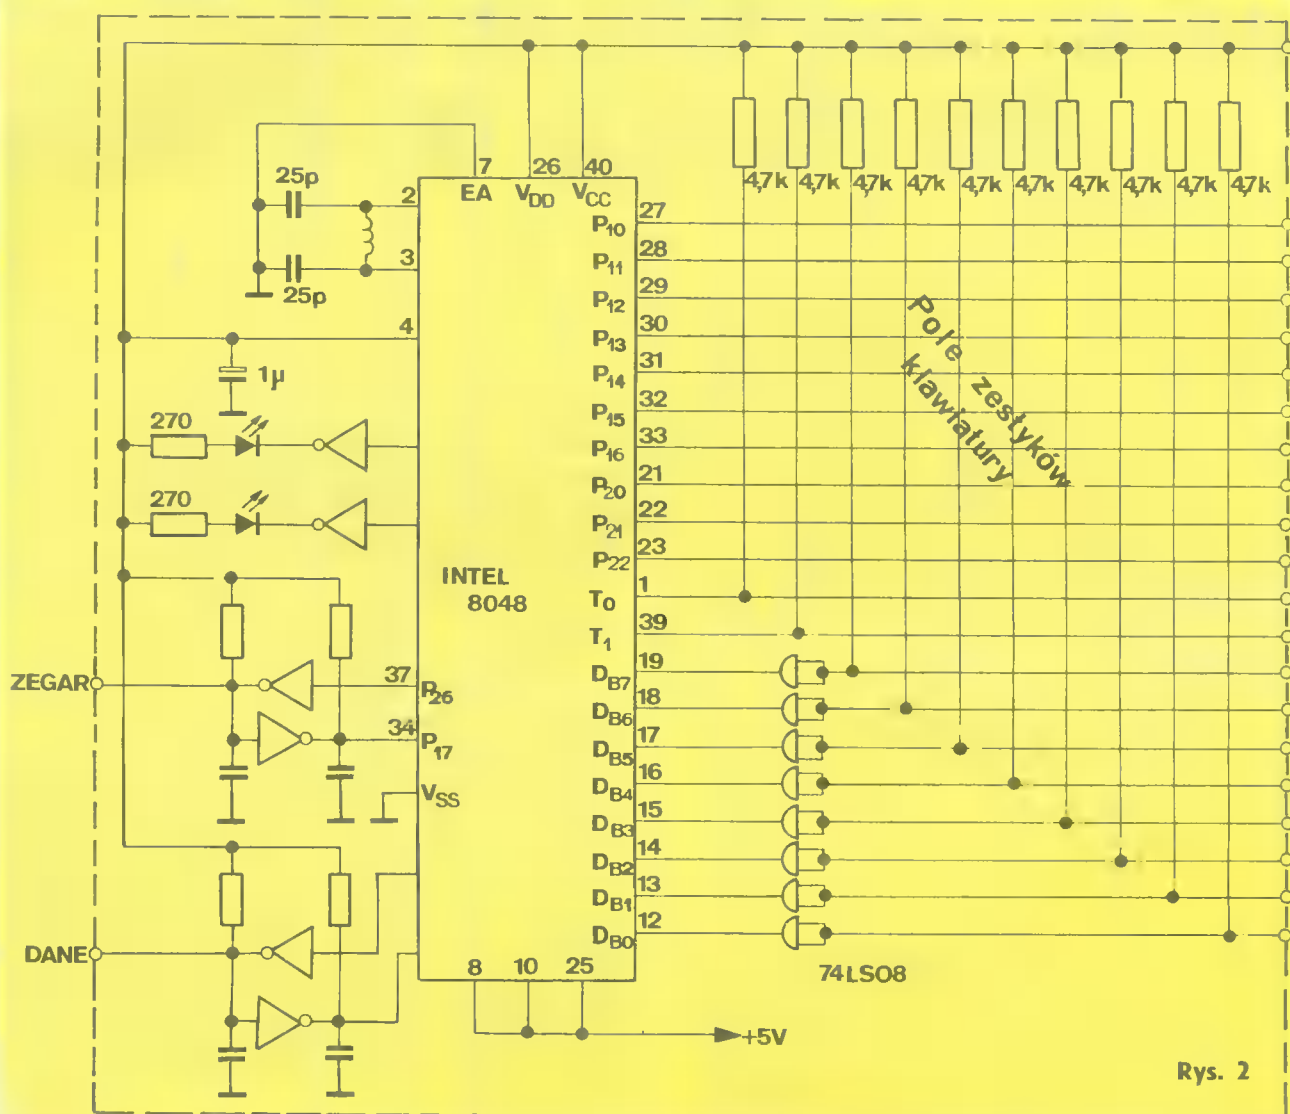 4,7k 4,7k 4,7k 4,7k 4,7k 4,7k 4,7k 4,7k 4,7k 4,7k
7 26 40
EA VDD VCC
25p
2
3
25p
4
1µ
270
270
INTEL
8048
ZEGAR
37 P26
34 P17
VSS
DANE
P10 27
P11 28
P12 29
P13 30
P14 31
P15 32
P16 33
P20 21
P21 22
P22 23
T0 1
T1 39
DB7 19
DB6 18
DB5 17
DB4 16
DB3 15
DB2 14
DB1 13
DB0 12
Pole zestyków
klawiatury
74LS08
8 10 25
+5V
Rys. 2